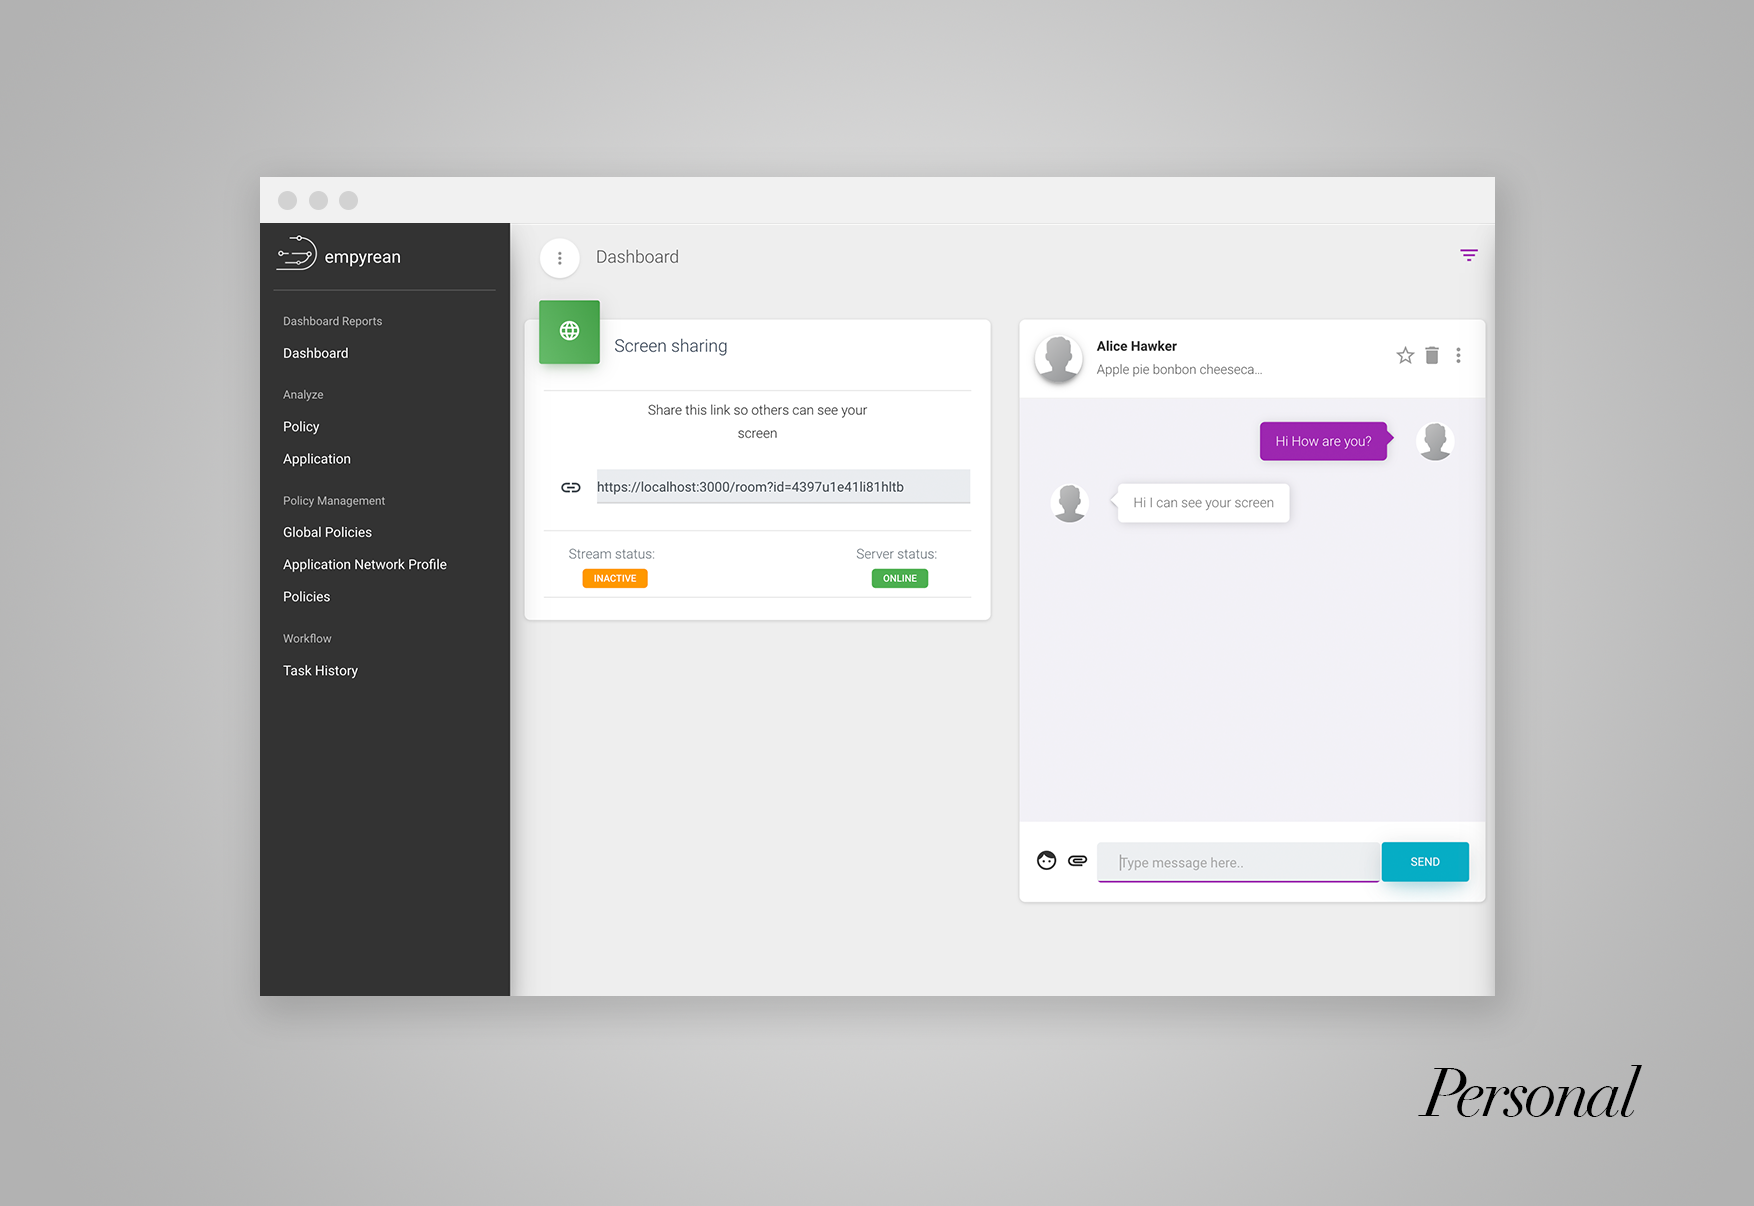 empyrean
Dashboard Reports
Dashboard
Analyze
Policy
Application
Policy Management
Global Policies
Application Network Profile
Policies
Workflow
Task History
Dashboard
Screen sharing
Share this link so others can see your
screen
https://localhost:3000/room?id=4397u1e41li81hltb
Stream status:
INACTIVE
Server status:
ONLINE
Alice Hawker
Apple pie bonbon cheeseca...
Hi How are you?
Hi I can see your screen
Type message here..
SEND
Personal